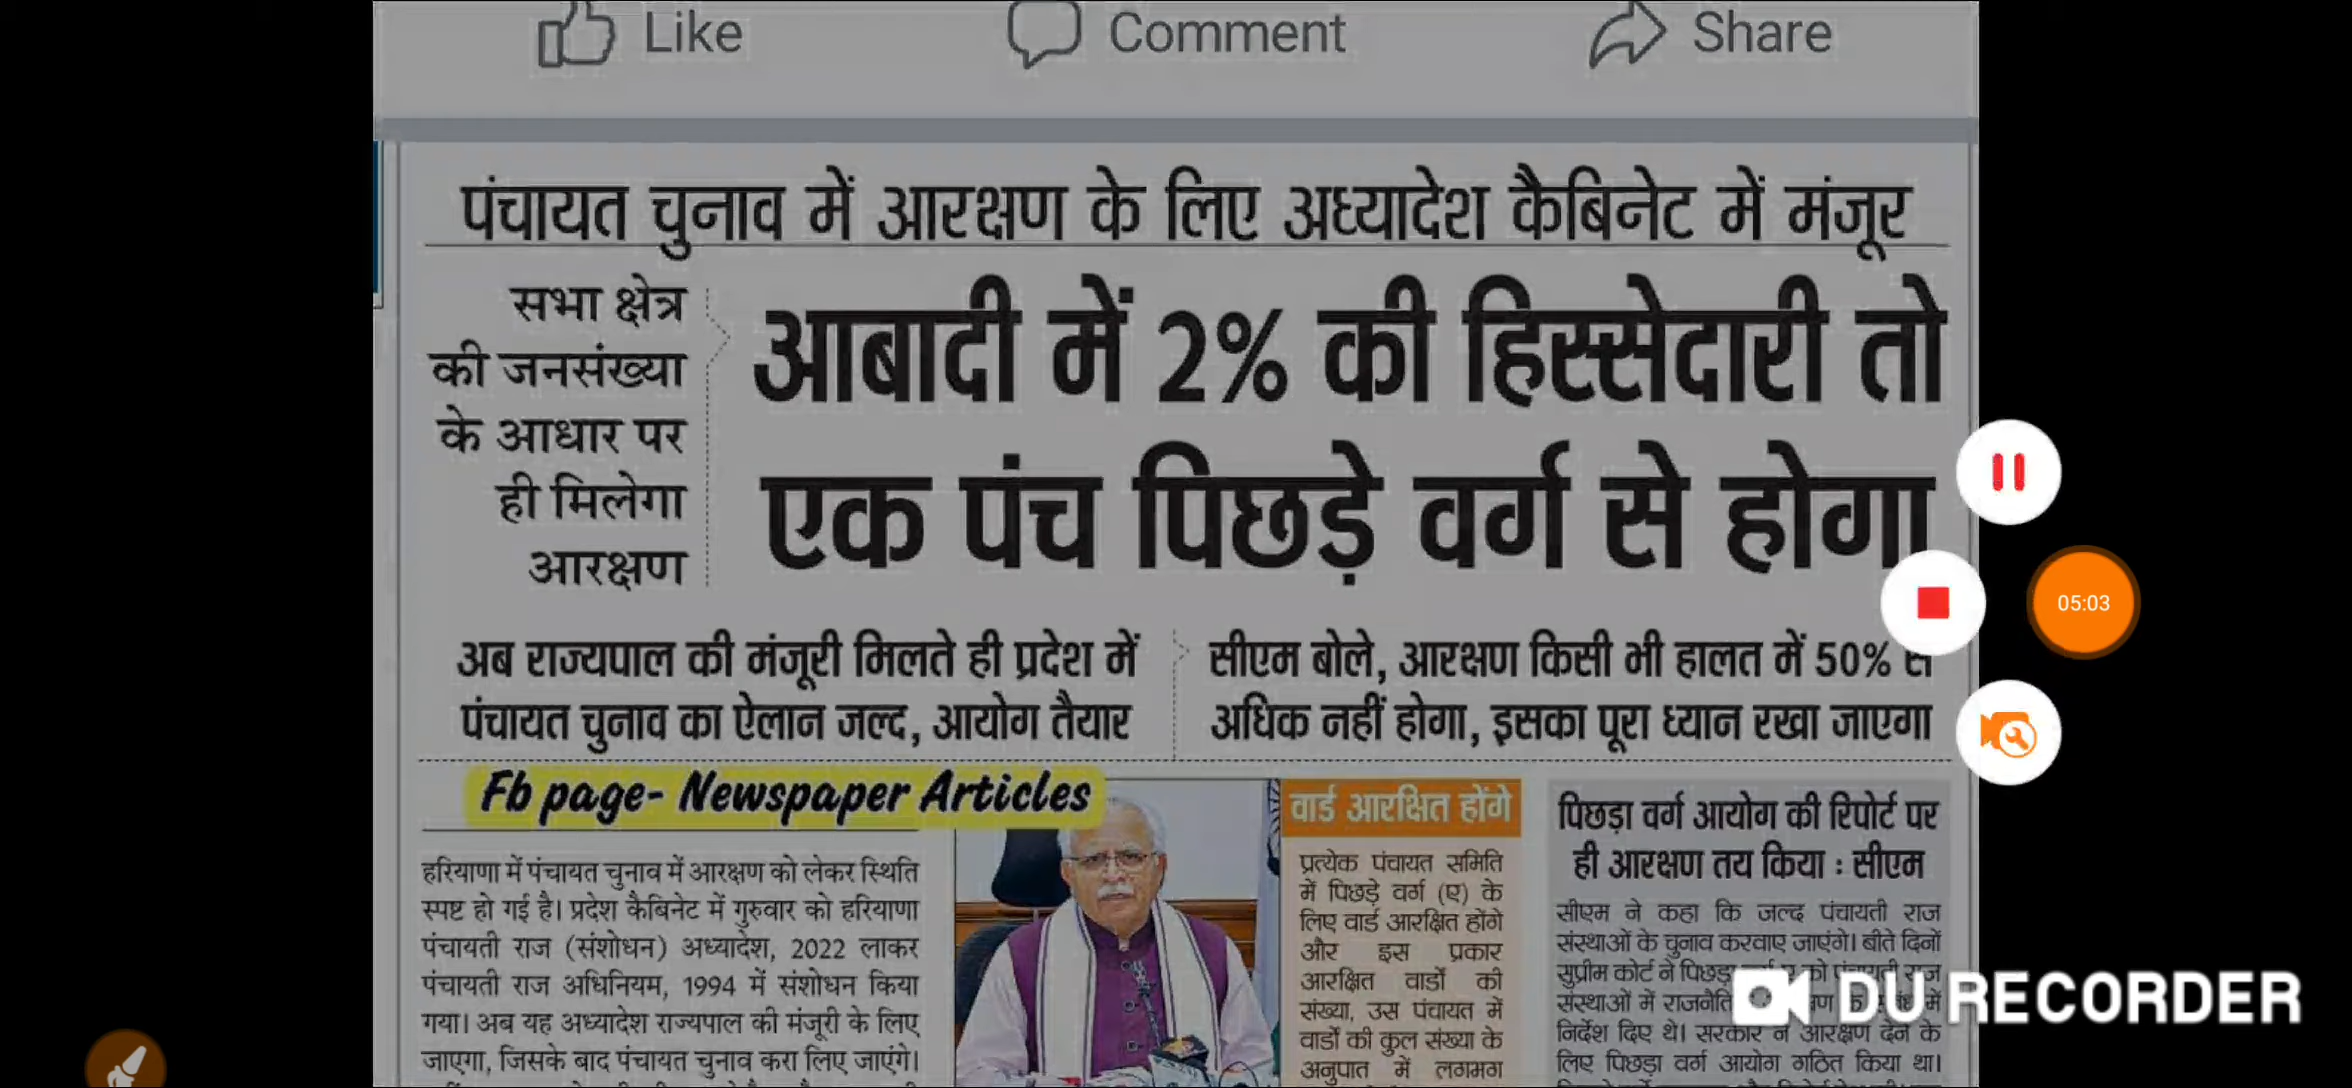 Like
Comment
Share
पंचायत चुनाव में आरक्षण के लिए अध्यादेश कैबिनेट में मंजूर
सभा क्षेत्र
की जनसंख्या
के आधार पर
ही मिलेगा
आरक्षण
आबादी में 2% की हिस्सेदारी तो
एक पंच पिछड़े वर्ग से होगा
05:03
अब राज्यपाल की मंजूरी मिलते ही प्रदेश में
पंचायत चुनाव का ऐलान जल्द, आयोग तैयार
सीएम बोले, आरक्षण किसी भी हालत में 50% से
अधिक नहीं होगा, इसका पूरा ध्यान रखा जाएगा
Fb page- Newspaper Articles
हरियाणा में पंचायत चुनाव में आरक्षण को लेकर स्थिति
स्पष्ट हो गई है। प्रदेश कैबिनेट में गुरुवार को हरियाणा
पंचायती राज (संशोधन) अध्यादेश, 2022 लाकर
पंचायती राज अधिनियम, 1994 में संशोधन किया
गया। अब यह अध्यादेश राज्यपाल की मंजूरी के लिए
जाएगा, जिसके बाद पंचायत चुनाव करा लिए जाएंगे।
वार्ड आरक्षित होंगे
प्रत्येक पंचायत समिति
में पिछड़े वर्ग (ए) के
लिए वार्ड आरक्षित होंगे
और इस प्रकार
आरक्षित वार्डों की
संख्या, उस पंचायत में
वार्डों की कुल संख्या के
अनुपात में लगभग
पिछड़ा वर्ग आयोग की रिपोर्ट पर
ही आरक्षण तय किया : सीएम
सीएम ने कहा कि जल्द पंचायती राज
संस्थाओं के चुनाव करवाए जाएंगे। बीते दिनों
सुप्रीम कोर्ट ने पिछड़ा को पंचायती राज
संस्थाओं में में
निर्देश दिए थे। सरकार ने आरक्षण देने के
लिए पिछड़ा वर्ग आयोग गठित किया था।
DU RECORDER